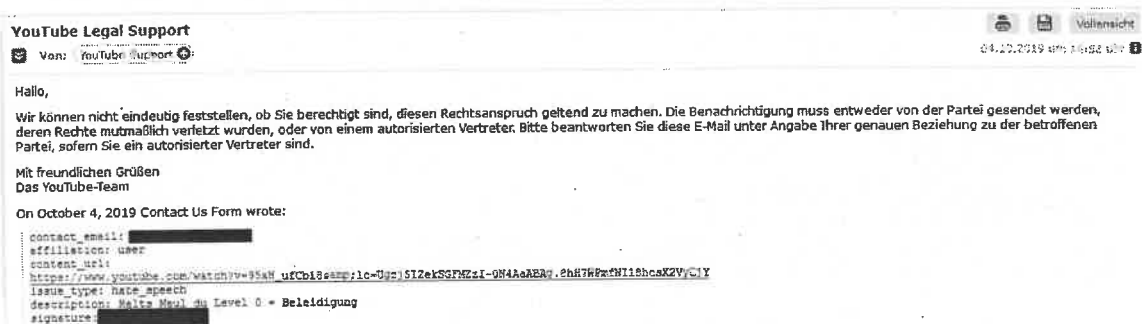 YouTube Legal Support
Vollansicht
Von: YouTube Support
04.10.2019 um
Hallo,
Wir können nicht eindeutig feststellen, ob Sie berechtigt sind, diesen Rechtsanspruch geltend zu machen. Die Benachrichtigung muss entweder von der Partei gesendet werden,
deren Rechte mutmaßlich verletzt wurden, oder von einem autorisierten Vertreter. Bitte beantworten Sie diese E-Mail unter Angabe Ihrer genauen Beziehung zu der betroffenen
Partei, sofern Sie ein autorisierter Vertreter sind.
Mit freundlichen Grüßen
Das YouTube-Team
On October 4, 2019 Contact Us Form wrote:
contact_email:
affiliation: user
content_url:
issue_type: hate_speech
description: Maul du Level 0 = Beleidigung
signature: